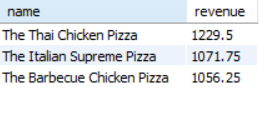 name revenue
The Thai Chicken Pizza 1229.5
The Italian Supreme Pizza 1071.75
The Barbecue Chicken Pizza 1056.25